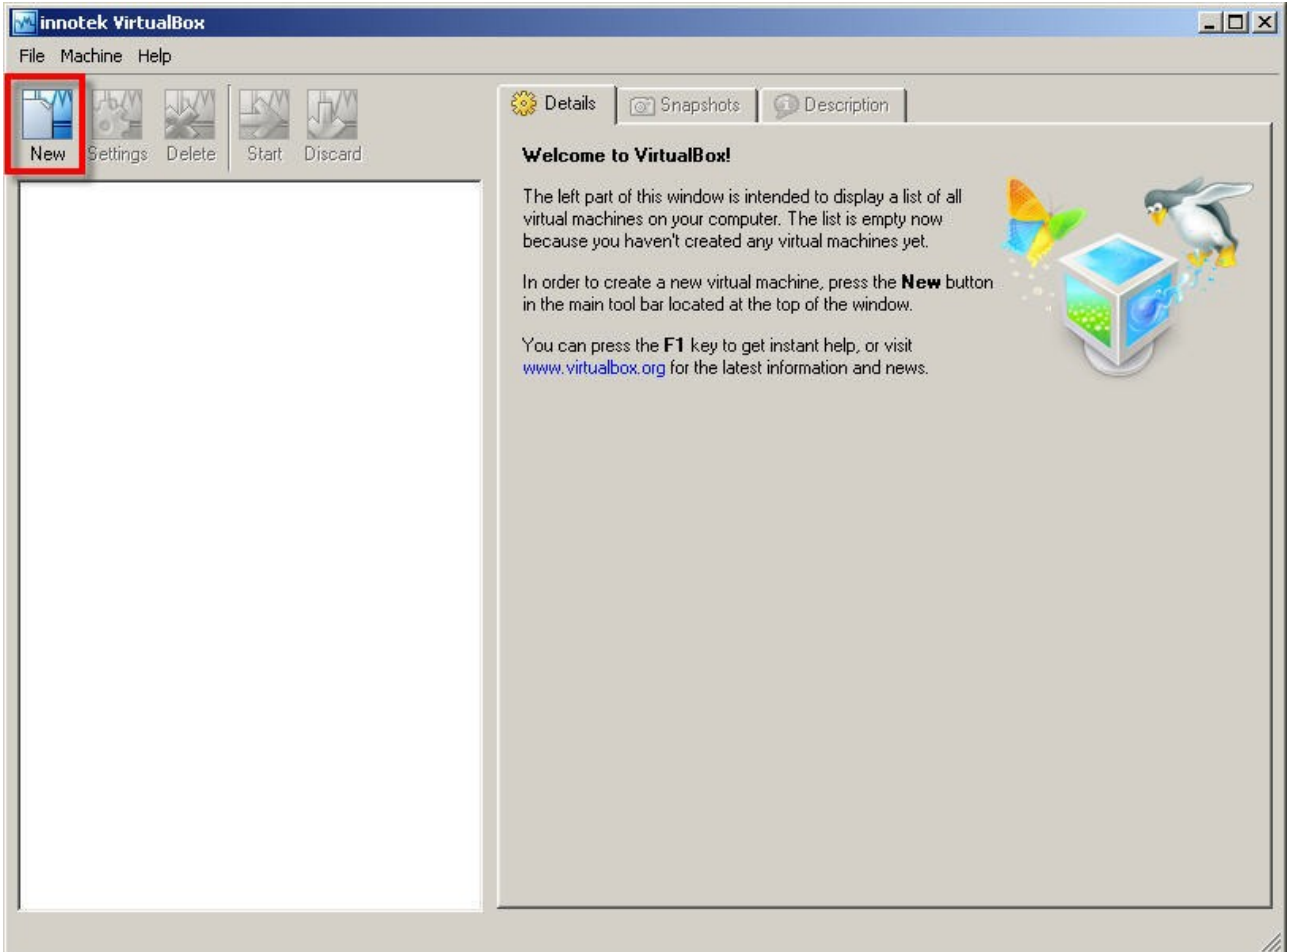 innotek VirtualBox
File Machine Help
New Settings Delete Start Discard
Details Snapshots Description
Welcome to VirtualBox!
The left part of this window is intended to display a list of all
virtual machines on your computer. The list is empty now
because you haven't created any virtual machines yet.
In order to create a new virtual machine, press the New button
in the main tool bar located at the top of the window.
You can press the F1 key to get instant help, or visit
www.virtualbox.org for the latest information and news.